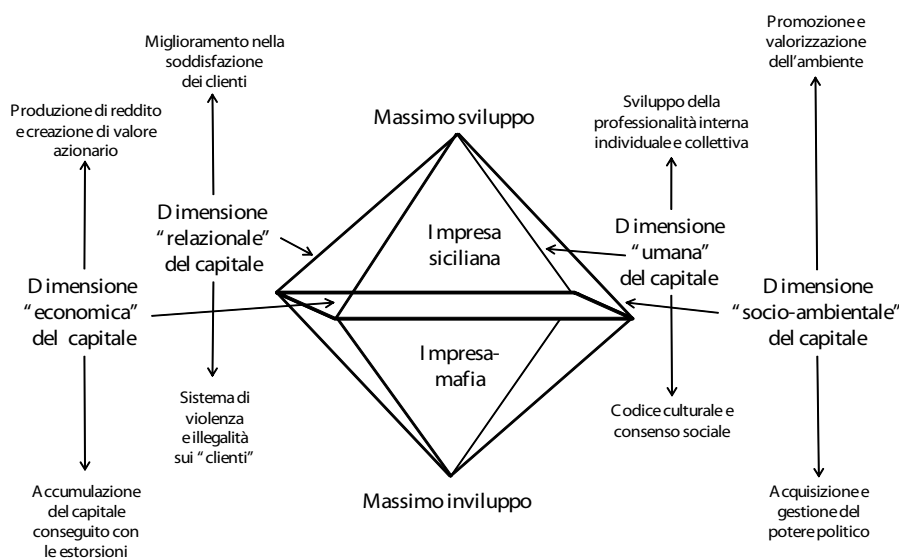 Miglioramento nella
soddisfazione
dei clienti
Produzione di reddito
e creazione di valore
azionario
Dimensione
"relazionale"
del capitale
Dimensione
"economica"
del capitale
Sistema di
violenza
e illegalità
sui "clienti"
Accumulazione
del capitale
conseguito con
le estorsioni
Massimo sviluppo
Impresa
siciliana
Impresa-
mafia
Massimo inviluppo
Sviluppo della
professionalità interna
individuale e collettiva
Dimensione
"umana"
del capitale
Codice culturale e
consenso sociale
Promozione e
valorizzazione
dell'ambiente
Dimensione
"socio-ambientale"
del capitale
Acquisizione e
gestione del
potere politico